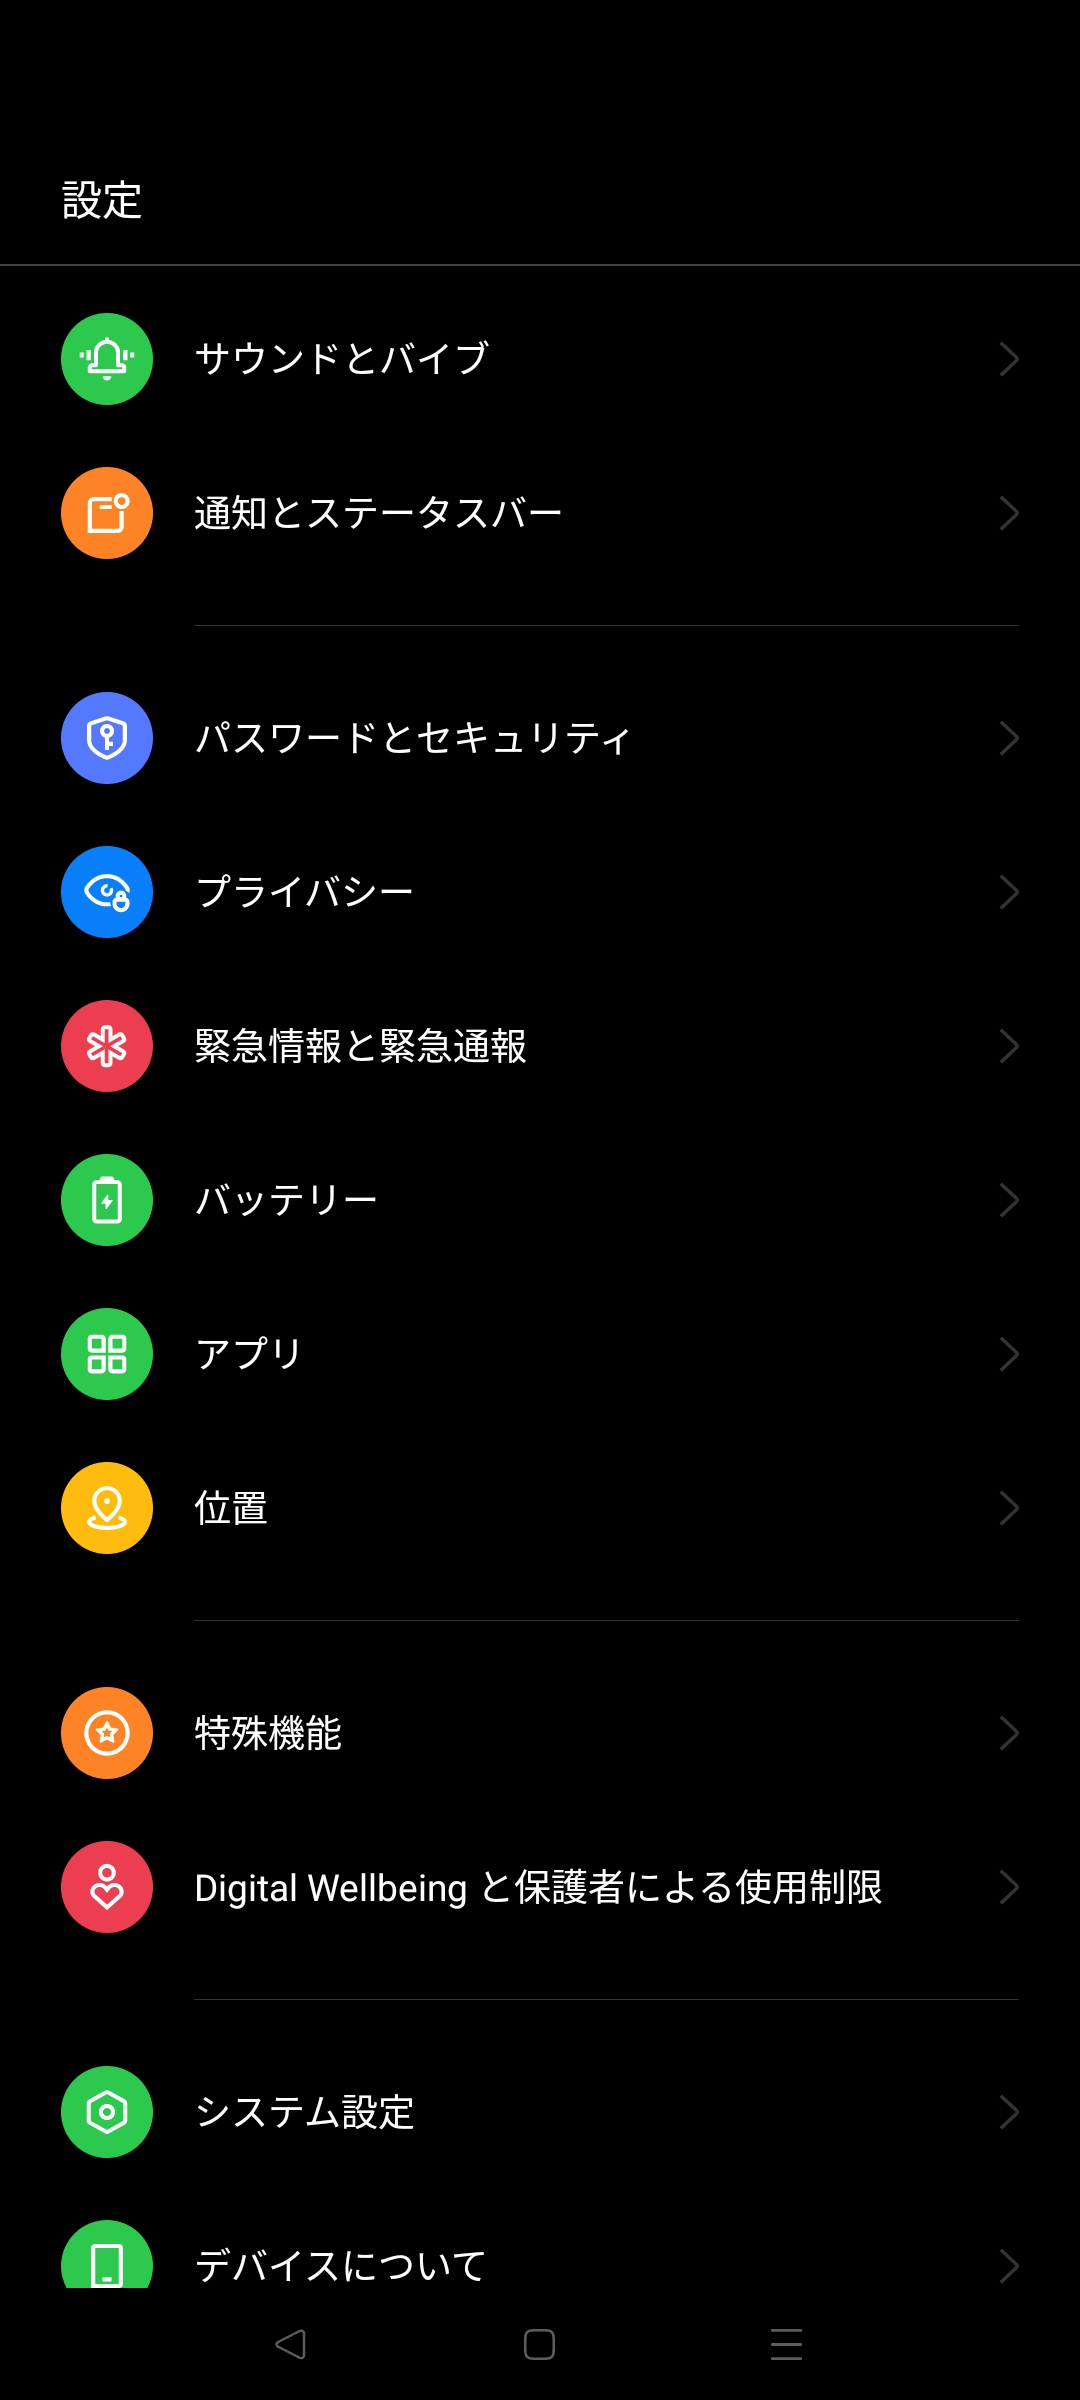 設定
サウンドとバイブ
通知とステータスバー
パスワードとセキュリティ
プライバシー
緊急情報と緊急通報
バッテリー
アプリ
位置
特殊機能
Digital Wellbeing と保護者による使用制限
システム設定
デバイスについて